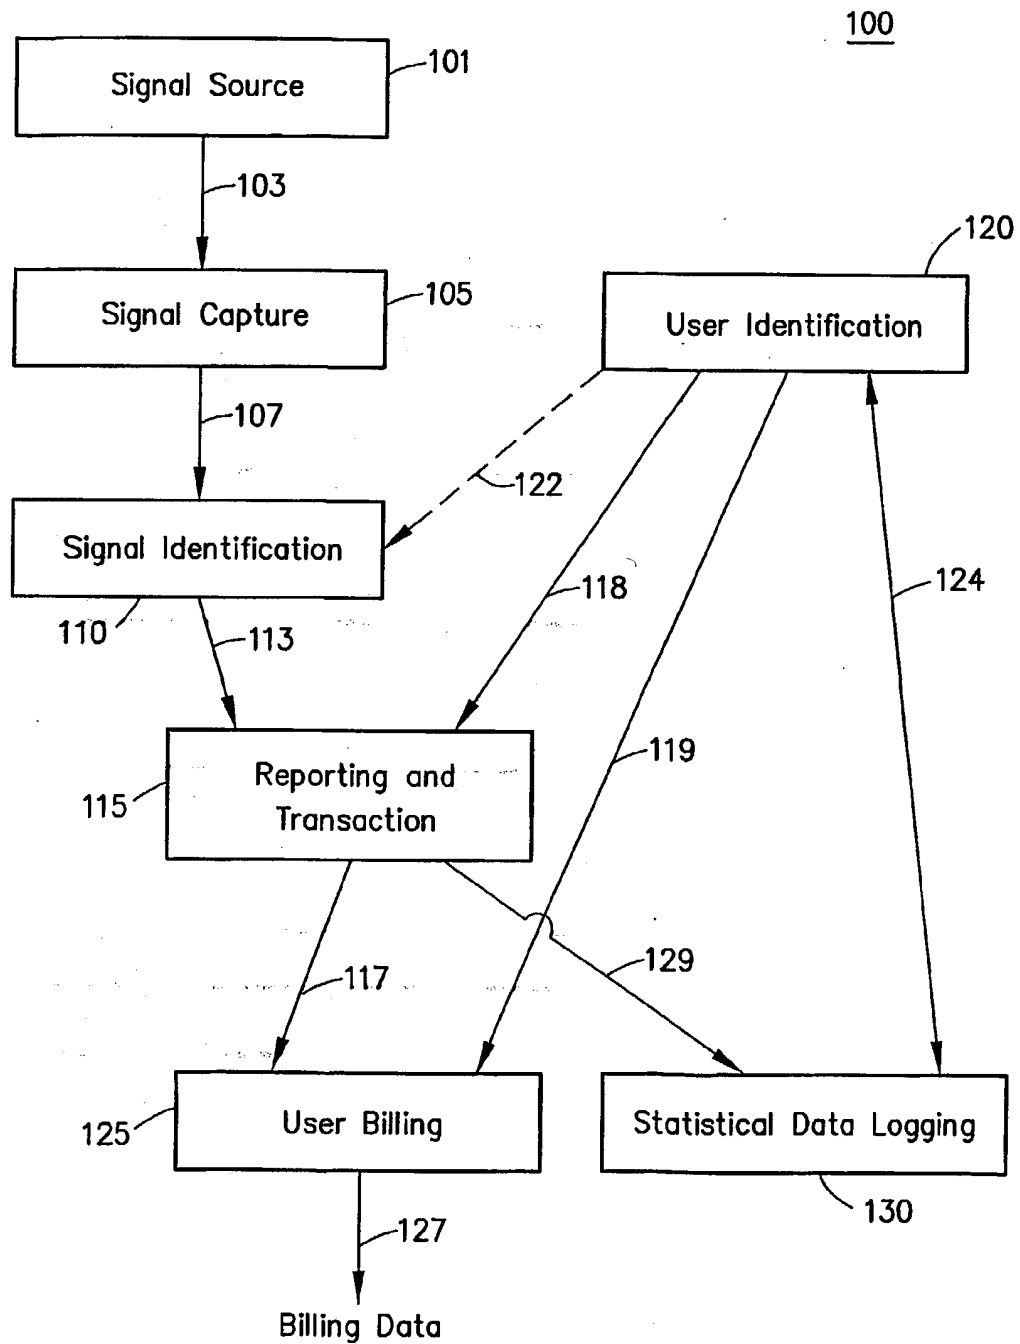 100
Signal Source
101
103
120
Signal Capture
105
User Identification
107
122
Signal Identification
110
113
118
124
119
Reporting and
Transaction
115
117
129
User Billing
125
Statistical Data Logging
130
127
Billing Data